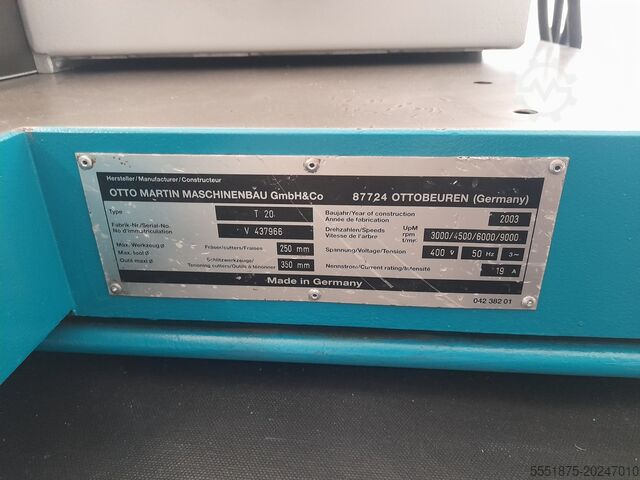 Hersteller/Manufacturer/Constructeur
OTTO MARTIN MASCHINENBAU GmbH&Co 87724 OTTOBEUREN (Germany)
Type T 20
Fabrik-Nr./Serial-No.
No d'immatriculation V 437966
Max. Werkzeug Ø
Max. tool Ø
Outil maxi Ø
Fräser/cutters/Fraises 250 mm
Schlitzwerkzeuge/
Tenoning cutters/Outils à tenonner 350 mm
Baujahr/Year of construction
Année de fabrication 2003
Drehzahlen/Speeds
Vitesse de l'arbre
UpM
rpm
t/mn
3000/4500/6000/9000
Spannung/Voltage/Tension 400 V 50 Hz 3~
Nennstrom/Current rating/Intensité 19 A
Made in Germany
042 382 01
5551875-20247010